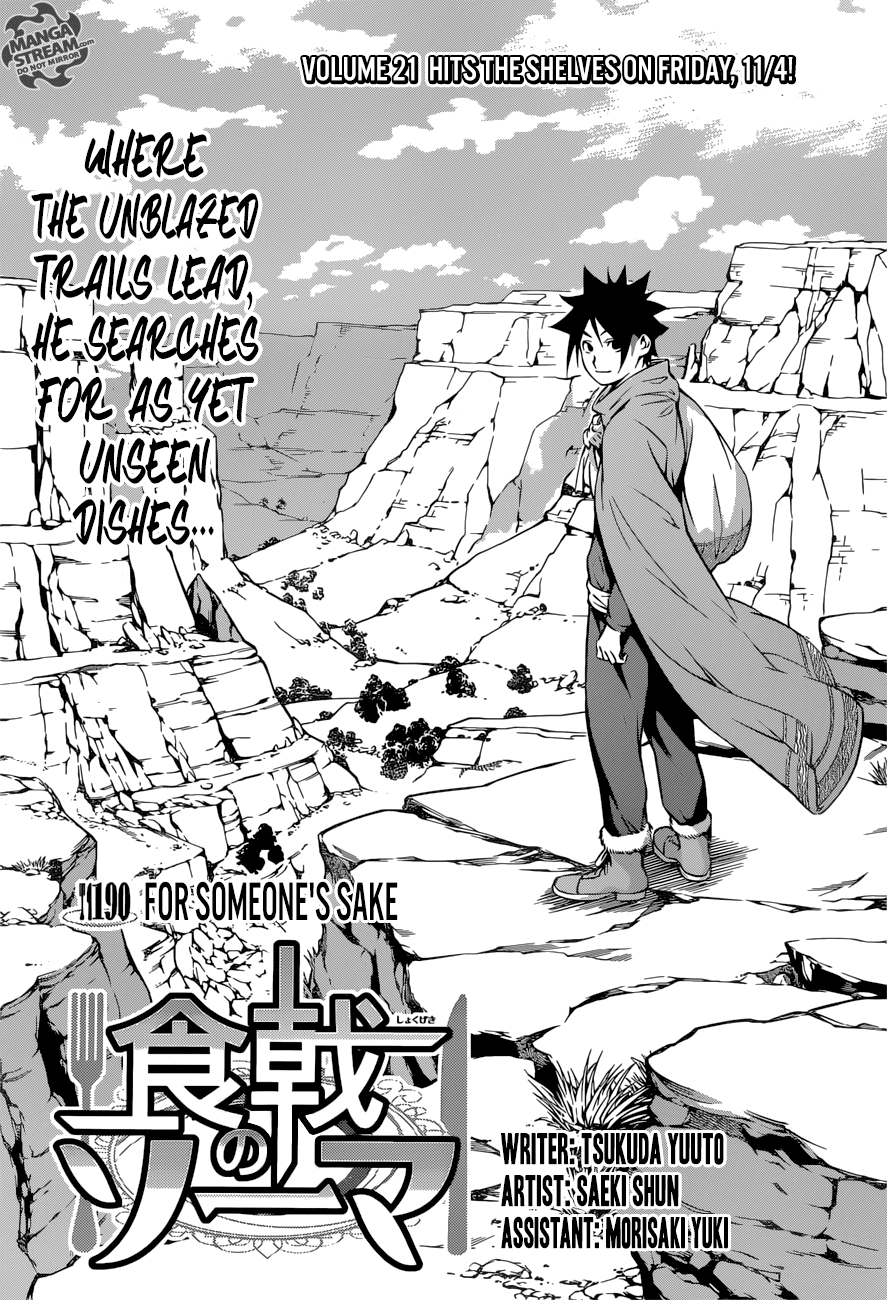 MANGA
STREAM.com
DO NOT MIRROR
VOLUME 21 HITS THE SHELVES ON FRIDAY, 11/4!
WHERE
THE UNBLAZED
TRAILS LEAD,
HE SEARCHES
FOR AS YET
UNSEEN
DISHES...
190 FOR SOMEONE'S SAKE
しょくげき
食戟の
ソーマ
WRITER: TSUKUDA YUUTO
ARTIST: SAEKI SHUN
ASSISTANT: MORISAKI YUKI